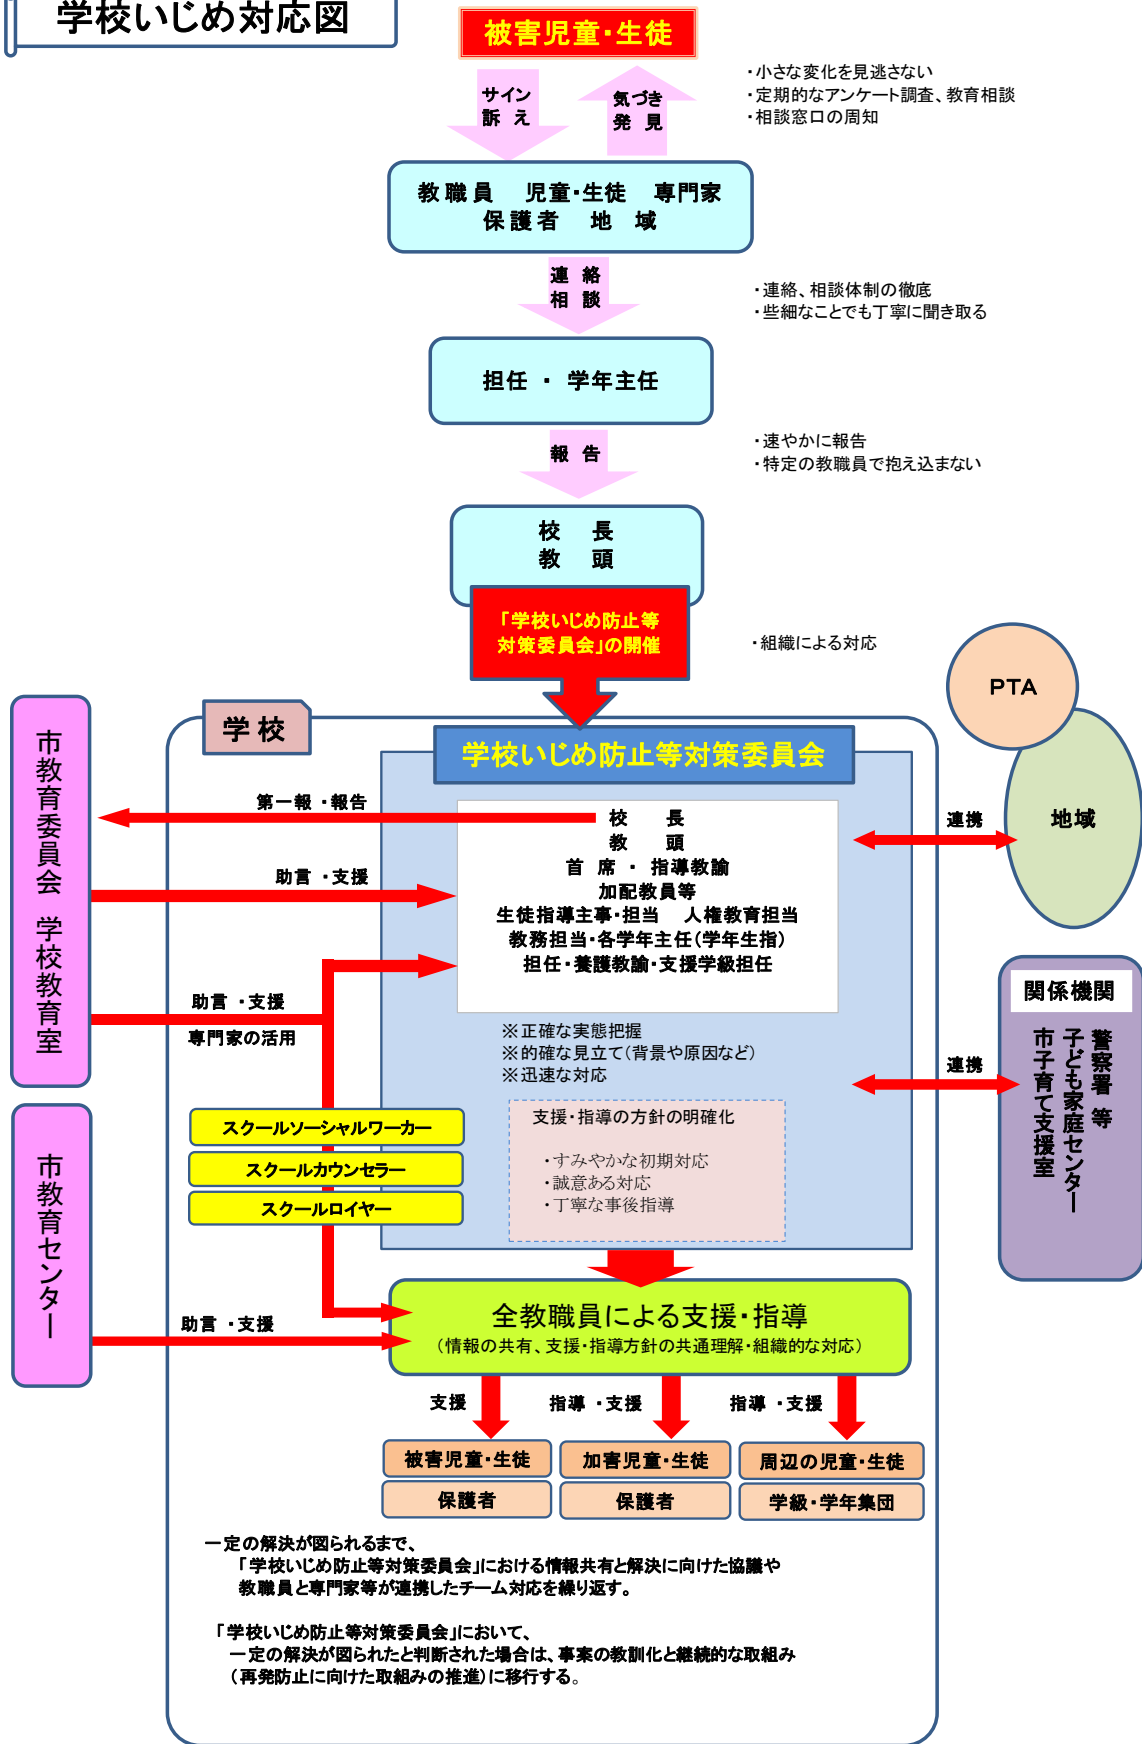 学校いじめ対応図
被害児童・生徒
サイン
訴え
気づき
発見
・小さな変化を見逃さない
・定期的なアンケート調査、教育相談
・相談窓口の周知
教職員　児童・生徒　専門家
保護者　地　域
連　絡
相　談
・連絡、相談体制の徹底
・些細なことでも丁寧に聞き取る
担任 ・ 学年主任
報　告
・速やかに報告
・特定の教職員で抱え込まない
校　長
教　頭
「学校いじめ防止等
対策委員会」の開催
・組織による対応
PTA
地域
学校
学校いじめ防止等対策委員会
市教育委員会　学校教育室
第一報・報告
校　　長
教　　頭
首　席　・　指導教諭
加配教員等
生徒指導主事・担当　人権教育担当
教務担当・各学年主任（学年生指）
担任・養護教諭・支援学級担任
連携
助言・支援
助言・支援
専門家の活用
※正確な実態把握
※的確な見立て（背景や原因など）
※迅速な対応
関係機関
警察署　等
子ども家庭センター
市子育て支援室
連携
支援・指導の方針の明確化
・すみやかな初期対応
・誠意ある対応
・丁寧な事後指導
スクールソーシャルワーカー
スクールカウンセラー
スクールロイヤー
市教育センター
助言・支援
全教職員による支援・指導
（情報の共有、支援・指導方針の共通理解・組織的な対応）
支援
指導・支援
指導・支援
被害児童・生徒
保護者
加害児童・生徒
保護者
周辺の児童・生徒
学級・学年集団
一定の解決が図られるまで、
「学校いじめ防止等対策委員会」における情報共有と解決に向けた協議や
教職員と専門家等が連携したチーム対応を繰り返す。
「学校いじめ防止等対策委員会」において、
一定の解決が図られたと判断された場合は、事案の教訓化と継続的な取組み
（再発防止に向けた取組みの推進）に移行する。